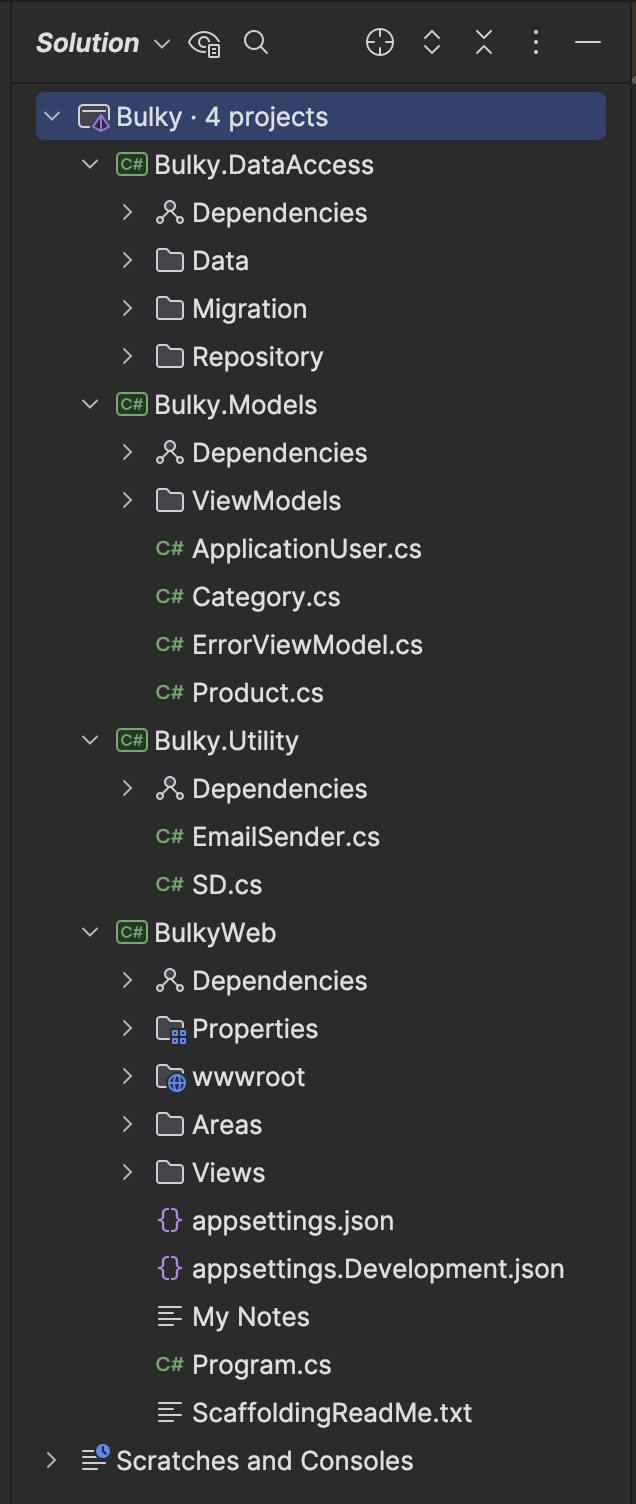 Solution
Bulky · 4 projects
C# Bulky.DataAccess
Dependencies
Data
Migration
Repository
C# Bulky.Models
Dependencies
ViewModels
C# ApplicationUser.cs
C# Category.cs
C# ErrorViewModel.cs
C# Product.cs
C# Bulky.Utility
Dependencies
C# EmailSender.cs
C# SD.cs
C# BulkyWeb
Dependencies
Properties
wwwroot
Areas
Views
{} appsettings.json
{} appsettings.Development.json
My Notes
C# Program.cs
ScaffoldingReadMe.txt
Scratches and Consoles